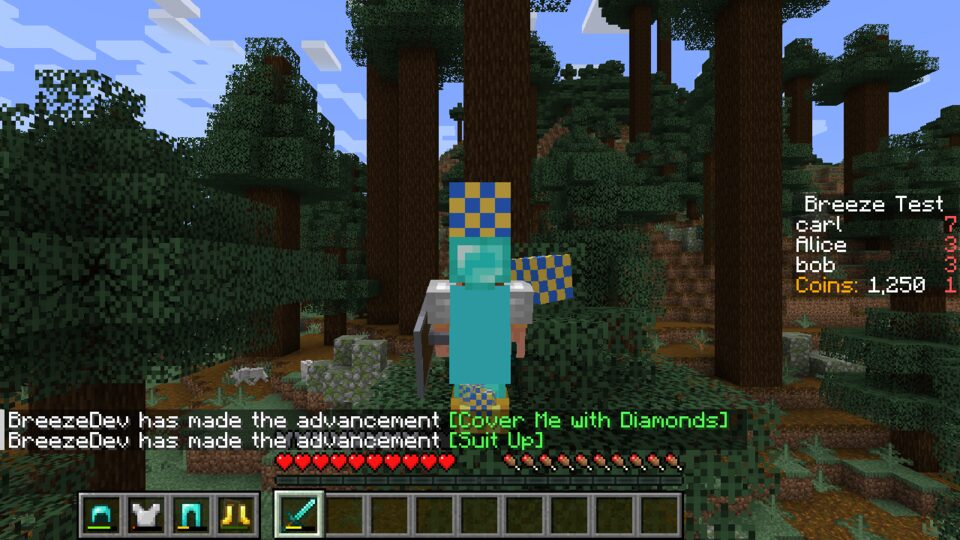 Breeze Test
carl 7
Alice 3
bob 3
Coins: 1,250 1
BreezeDev has made the advancement [Cover Me with Diamonds]
BreezeDev has made the advancement [Suit Up]